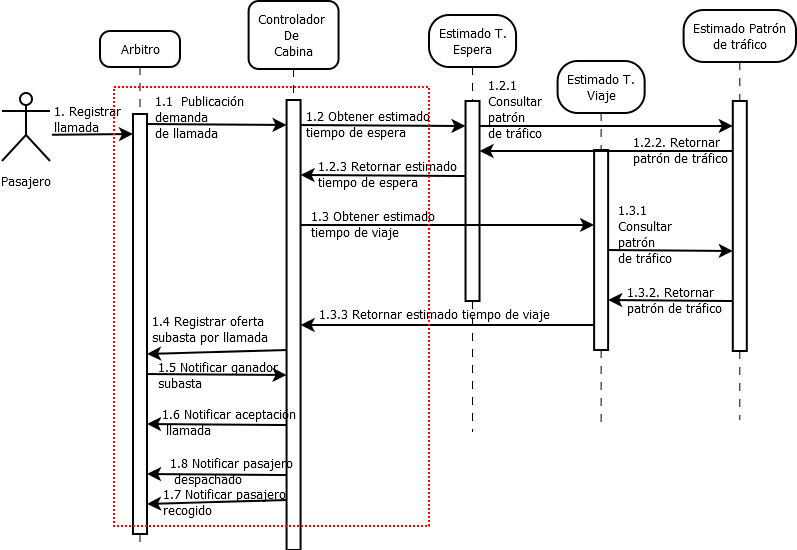 Arbitro
Controlador
De
Cabina
Estimado T.
Espera
Estimado T.
Viaje
Estimado Patrón
de tráfico
Pasajero
1. Registrar
llamada
1.1  Publicación
demanda
de llamada
1.2 Obtener estimado
tiempo de espera
1.2.1
Consultar
patrón
de tráfico
1.2.2. Retornar
patrón de tráfico
1.2.3 Retornar estimado
tiempo de espera
1.3 Obtener estimado
tiempo de viaje
1.3.1
Consultar
patrón
de tráfico
1.3.2. Retornar
patrón de tráfico
1.3.3 Retornar estimado tiempo de viaje
1.4 Registrar oferta
subasta por llamada
1.5 Notificar ganador
subasta
1.6 Notificar aceptación
llamada
1.8 Notificar pasajero
despachado
1.7 Notificar pasajero
recogido